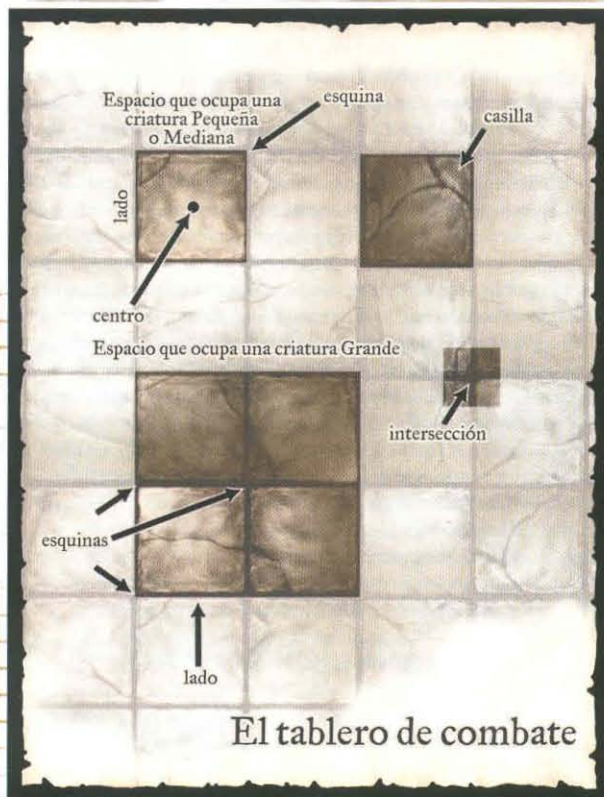 Espacio que ocupa una
criatura Pequeña
o Mediana
esquina
casilla
lado
centro
Espacio que ocupa una criatura Grande
intersección
esquinas
lado
El tablero de combate